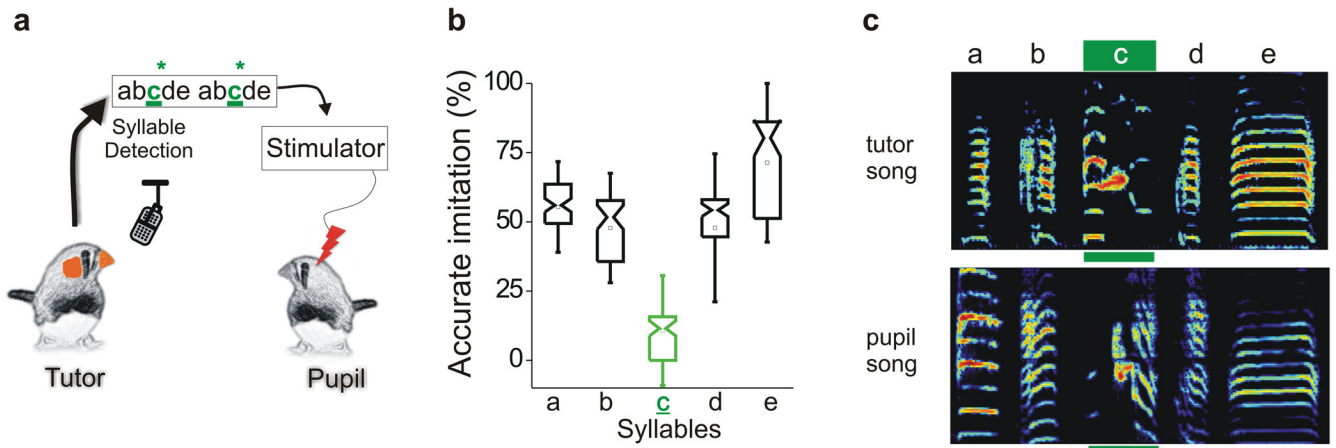 a
* *
abcde abcde
Syllable
Detection
Stimulator
Tutor
Pupil
b
Accurate imitation (%)
100
75
50
25
0
a b c d e
Syllables
c
a b c d e
tutor
song
pupil
song